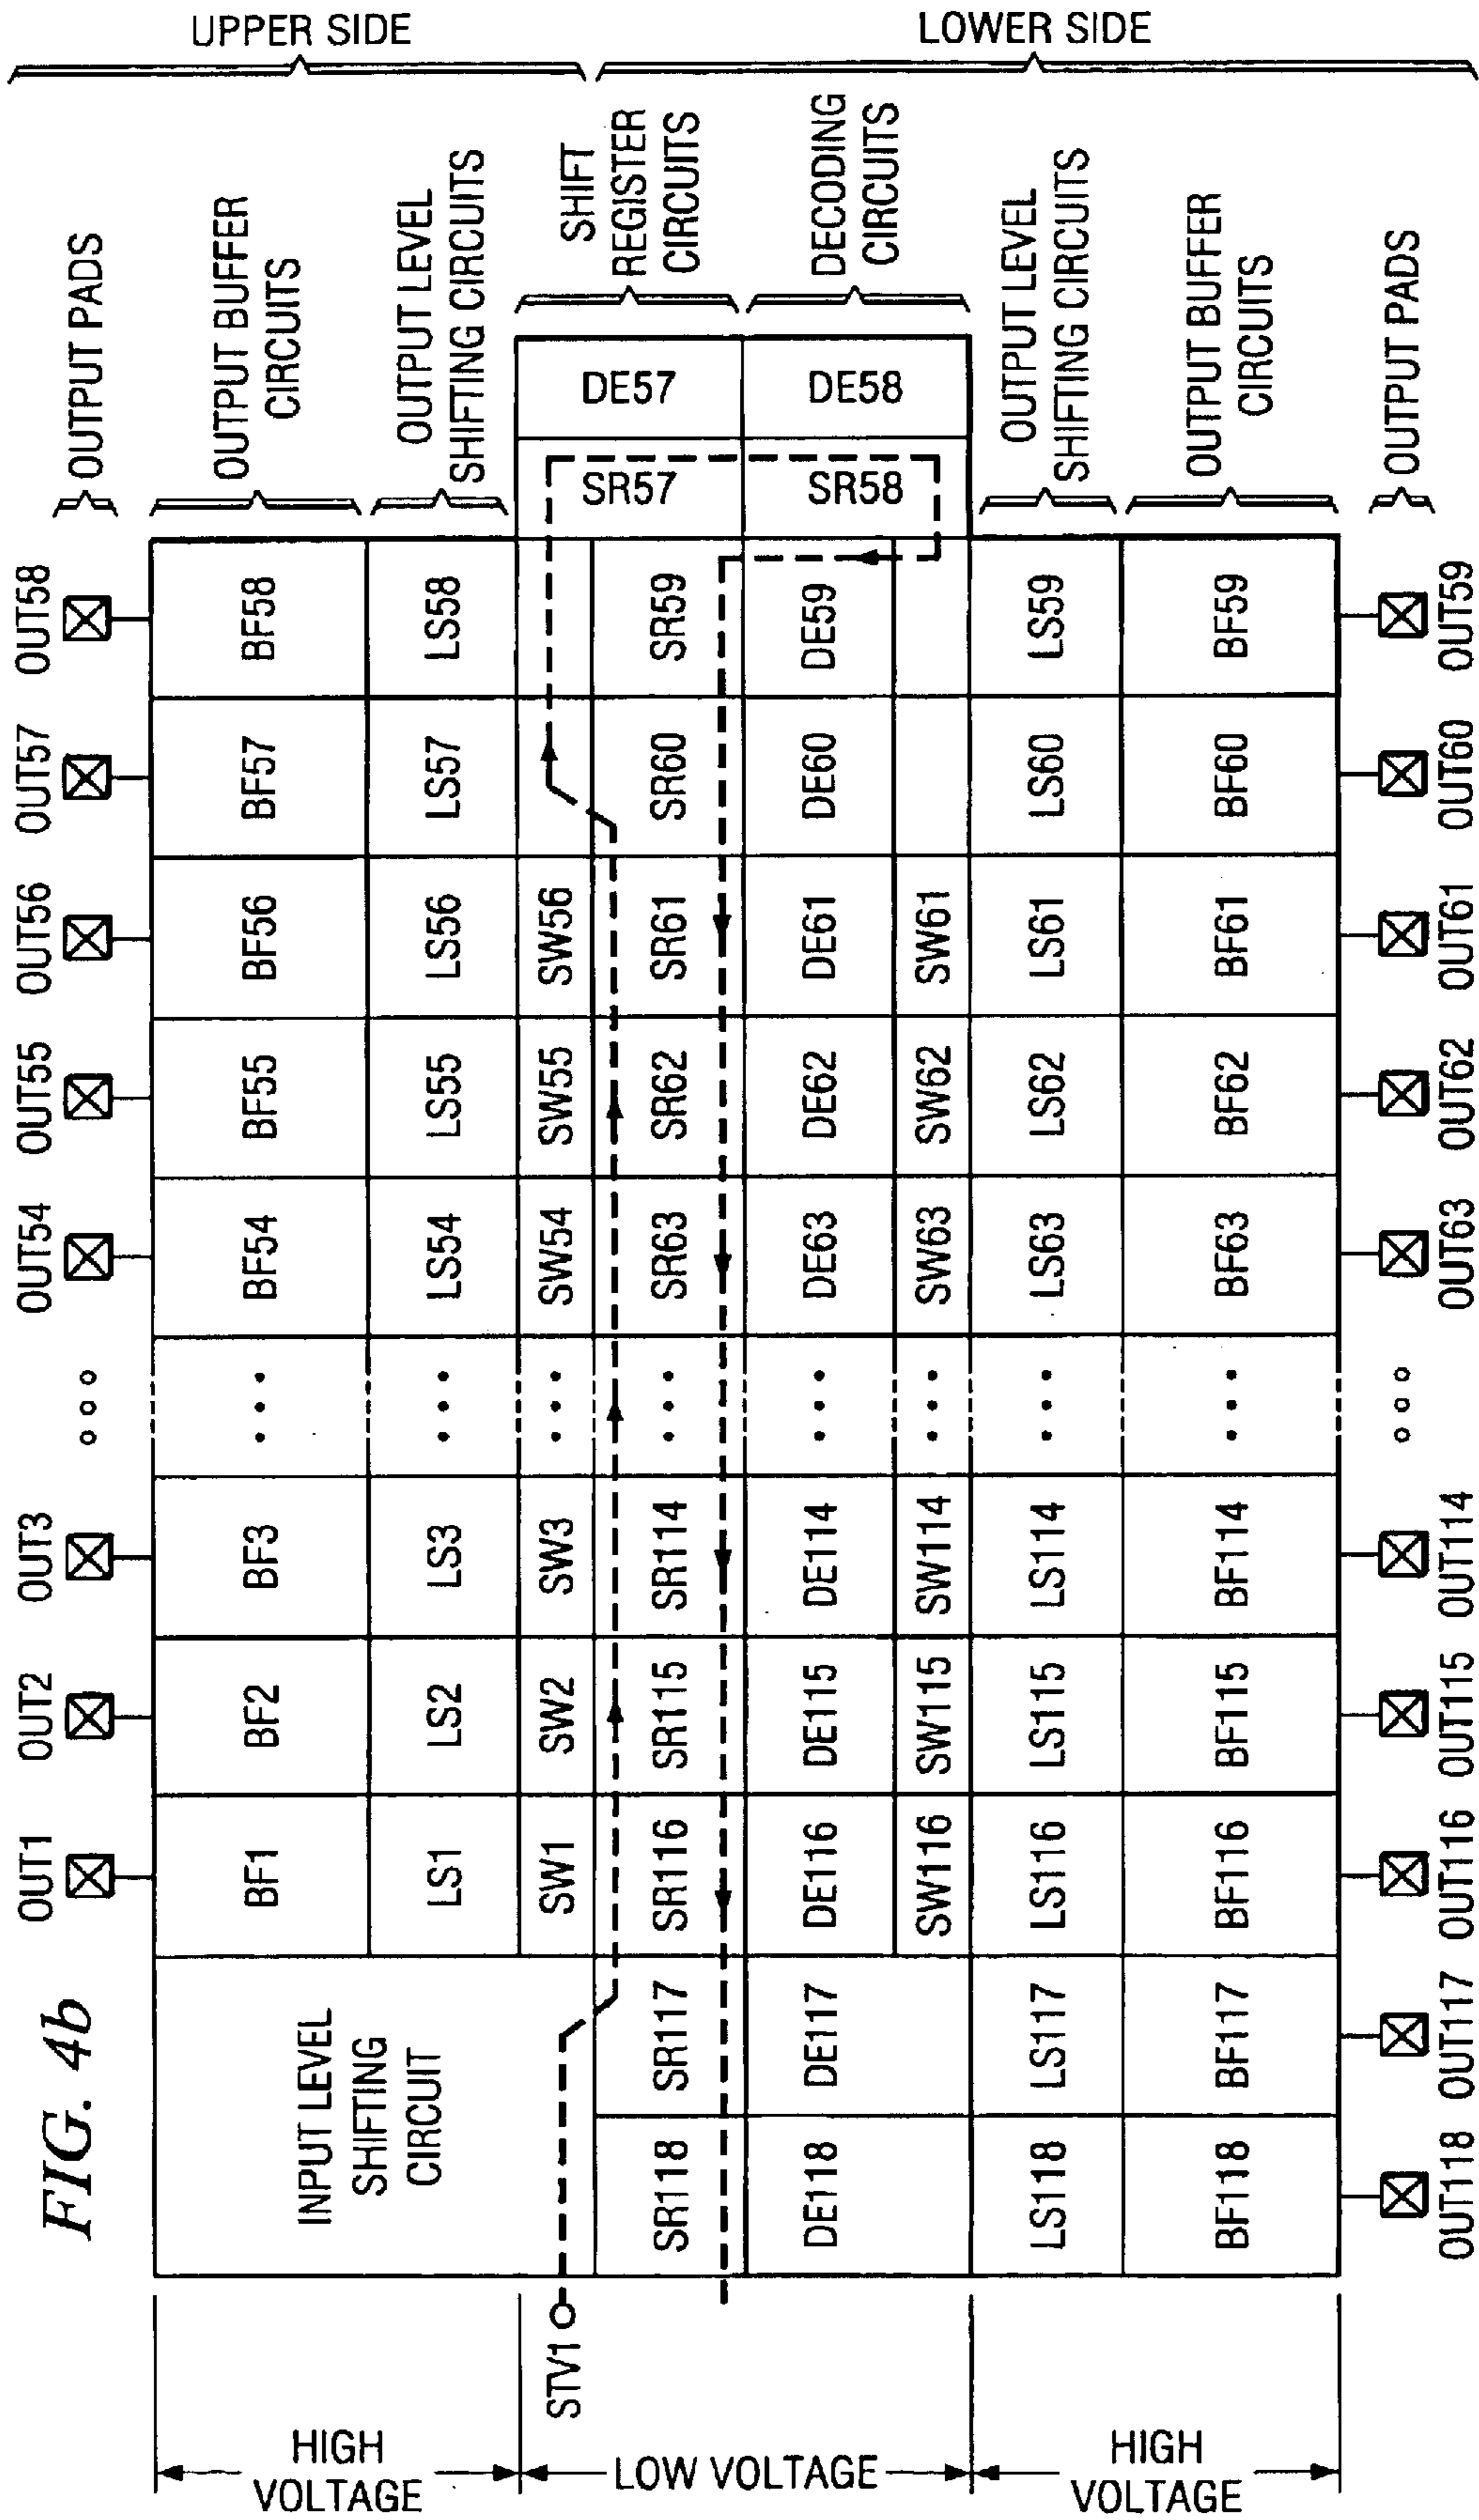 FIG. 4b
UPPER SIDE
LOWER SIDE
OUTPUT PADS
OUTPUT BUFFER
CIRCUITS
OUTPUT LEVEL
SHIFTING CIRCUITS
SHIFT
REGISTER
CIRCUITS
DECODING
CIRCUITS
OUTPUT LEVEL
SHIFTING CIRCUITS
OUTPUT BUFFER
CIRCUITS
OUTPUT PADS
OUT1 OUT2 OUT3 OUT54 OUT55 OUT56 OUT57 OUT58
INPUT LEVEL
SHIFTING
CIRCUIT
BF1 BF2 BF3 BF54 BF55 BF56 BF57 BF58
LS1 LS2 LS3 LS54 LS55 LS56 LS57 LS58
SW1 SW2 SW3 SW54 SW55 SW56
SR57 DE57
SR118 SR117 SR116 SR115 SR114 SR63 SR62 SR61 SR60 SR59
SR58 DE58
DE118 DE117 DE116 DE115 DE114 DE63 DE62 DE61 DE60 DE59
SW116 SW115 SW114 SW63 SW62 SW61
LS118 LS117 LS116 LS115 LS114 LS63 LS62 LS61 LS60 LS59
BF118 BF117 BF116 BF115 BF114 BF63 BF62 BF61 BF60 BF59
OUT118 OUT117 OUT116 OUT115 OUT114 OUT63 OUT62 OUT61 OUT60 OUT59
HIGH
VOLTAGE
STV1
LOW VOLTAGE
HIGH
VOLTAGE